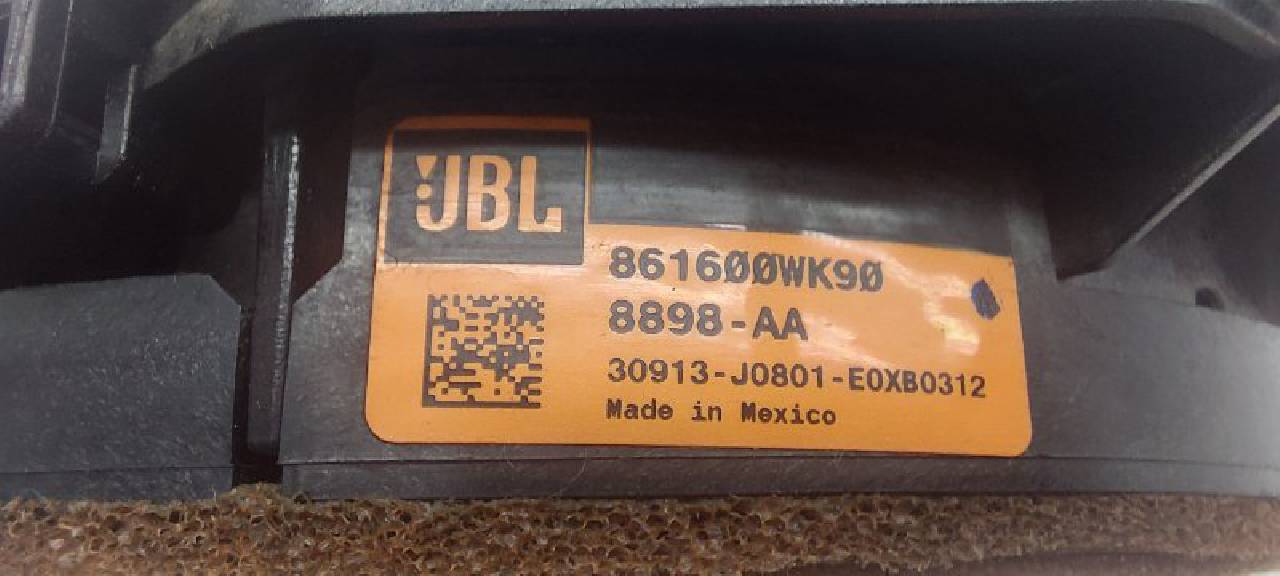 JBL
861600WK90
8898-AA
30913-J0801-E0XB0312
Made in Mexico